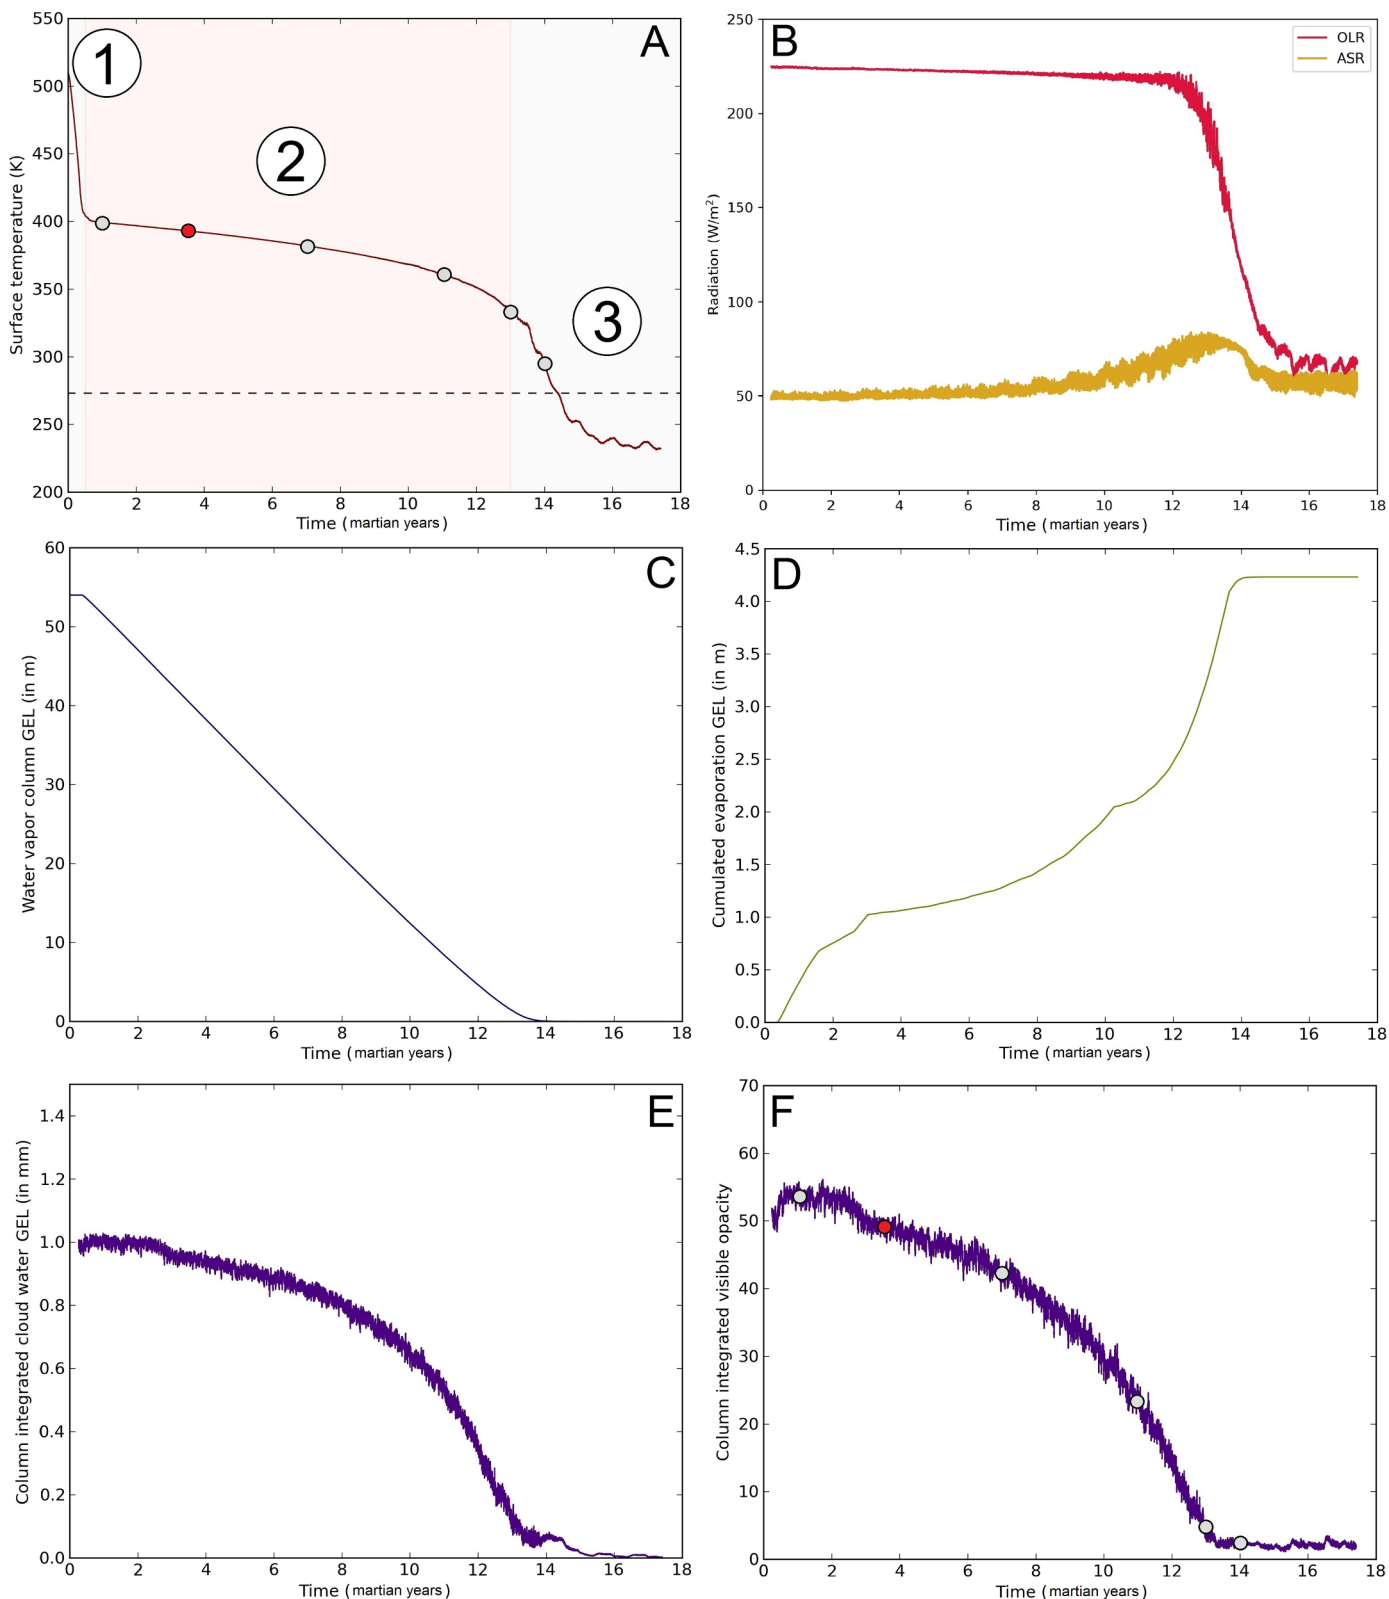 A
1
2
3
550
500
450
400
350
300
250
200
Surface temperature (K)
0 2 4 6 8 10 12 14 16 18
Time (martian years)
B
OLR
ASR
250
200
150
100
50
0
Radiation (W/m²)
0 2 4 6 8 10 12 14 16 18
Time (martian years)
C
60
50
40
30
20
10
0
Water vapor column GEL (in m)
0 2 4 6 8 10 12 14 16 18
Time (martian years)
D
4.5
4.0
3.5
3.0
2.5
2.0
1.5
1.0
0.5
0.0
Cumulated evaporation GEL (in m)
0 2 4 6 8 10 12 14 16 18
Time (martian years)
E
1.4
1.2
1.0
0.8
0.6
0.4
0.2
0.0
Column integrated cloud water GEL (in mm)
0 2 4 6 8 10 12 14 16 18
Time (martian years)
F
70
60
50
40
30
20
10
0
Column integrated visible opacity
0 2 4 6 8 10 12 14 16 18
Time (martian years)